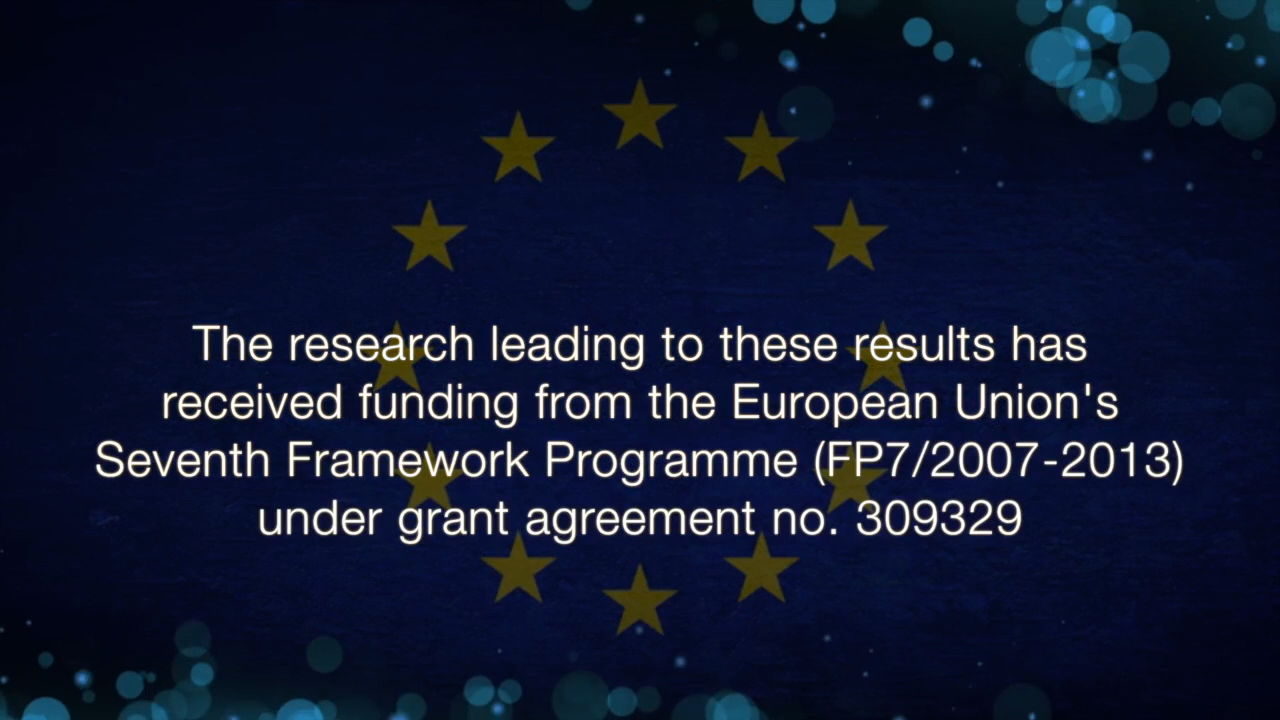 The research leading to these results has
received funding from the European Union's
Seventh Framework Programme (FP7/2007-2013)
under grant agreement no. 309329